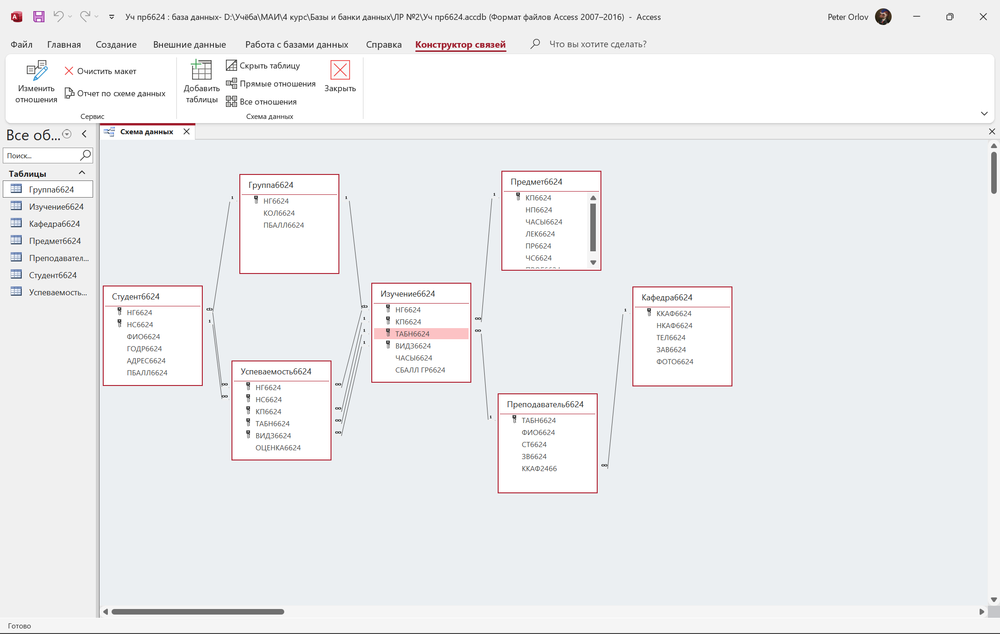 Уч пр6624 : база данных- D:\Учёба\МАИ\4 курс\Базы и банки данных\ЛР №2\Уч пр6624.accdb (Формат файлов Access 2007–2016) - Access
Peter Orlov
Файл
Главная
Создание
Внешние данные
Работа с базами данных
Справка
Конструктор связей
Что вы хотите сделать?
Изменить
отношения
Очистить макет
Отчет по схеме данных
Сервис
Добавить
таблицы
Скрыть таблицу
Прямые отношения
Все отношения
Закрыть
Схема данных
Все об...
Поиск...
Таблицы
Группа6624
Изучение6624
Кафедра6624
Предмет6624
Преподавател...
Студент6624
Успеваемость...
Схема данных
Группа6624
НГ6624
КОЛ6624
ПБАЛЛ6624
Предмет6624
КП6624
НП6624
ЧАСЫ6624
ЛЕК6624
ПР6624
ЧС6624
Студент6624
НГ6624
НС6624
ФИО6624
ГОДР6624
АДРЕС6624
ПБАЛЛ6624
Изучение6624
НГ6624
КП6624
ТАБН6624
ВИДЗ6624
ЧАСЫ6624
СБАЛЛ ГР6624
Кафедра6624
ККАФ6624
НКАФ6624
ТЕЛ6624
ЗАВ6624
ФОТО6624
Успеваемость6624
НГ6624
НС6624
КП6624
ТАБН6624
ВИДЗ6624
ОЦЕНКА6624
Преподаватель6624
ТАБН6624
ФИО6624
СТ6624
ЗВ6624
ККАФ2466
1
1
1
∞
1
1
1
1
1
∞
∞
∞
∞
∞
∞
∞
∞
1
1
∞
Готово